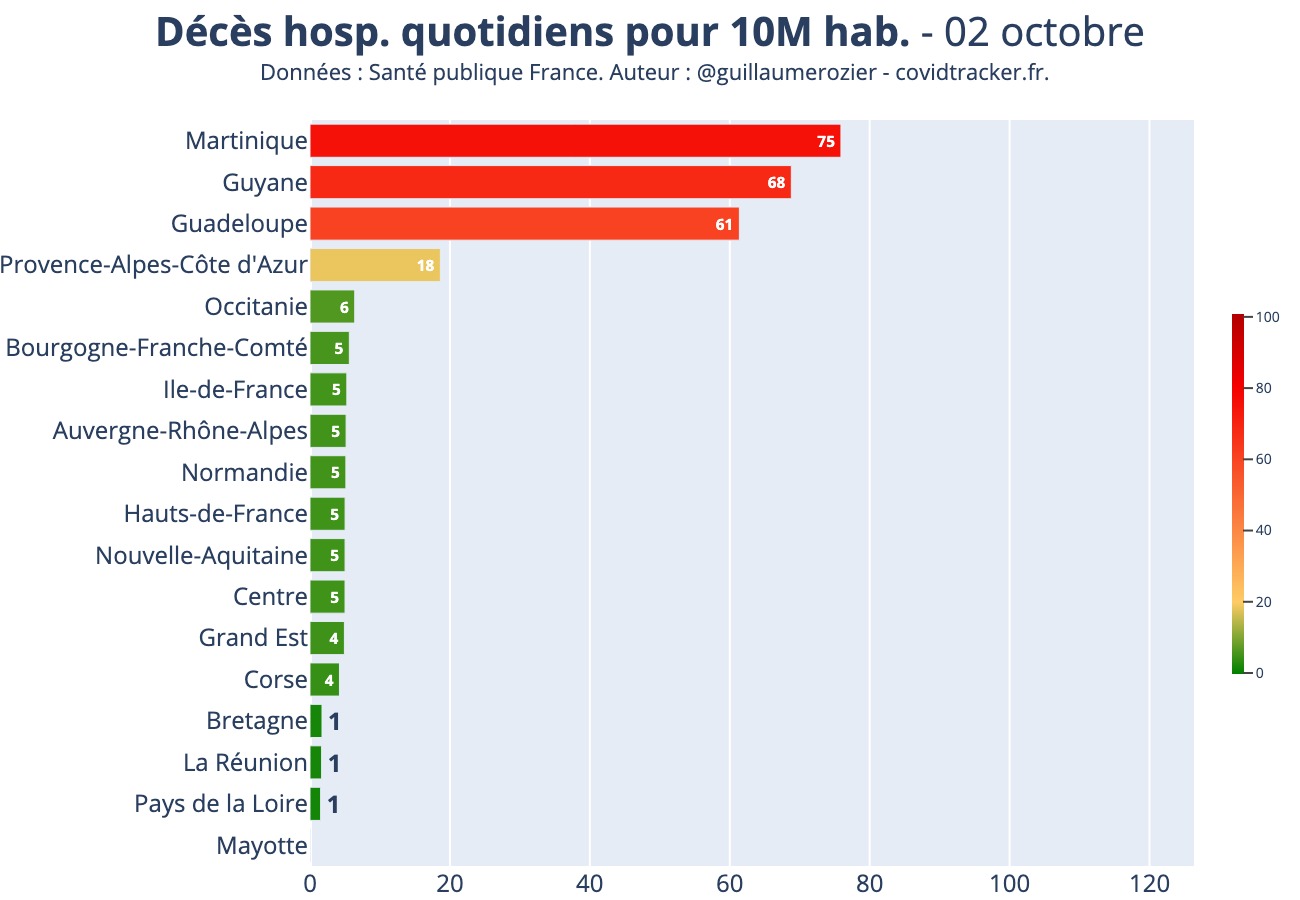 Décès hosp. quotidiens pour 10M hab. - 02 octobre
Données : Santé publique France. Auteur : @guillaumerozier - covidtracker.fr.
Martinique 75
Guyane 68
Guadeloupe 61
Provence-Alpes-Côte d'Azur 18
Occitanie 6
Bourgogne-Franche-Comté 5
Ile-de-France 5
Auvergne-Rhône-Alpes 5
Normandie 5
Hauts-de-France 5
Nouvelle-Aquitaine 5
Centre 5
Grand Est 4
Corse 4
Bretagne 1
La Réunion 1
Pays de la Loire 1
Mayotte
0 20 40 60 80 100 120
100
80
60
40
20
0